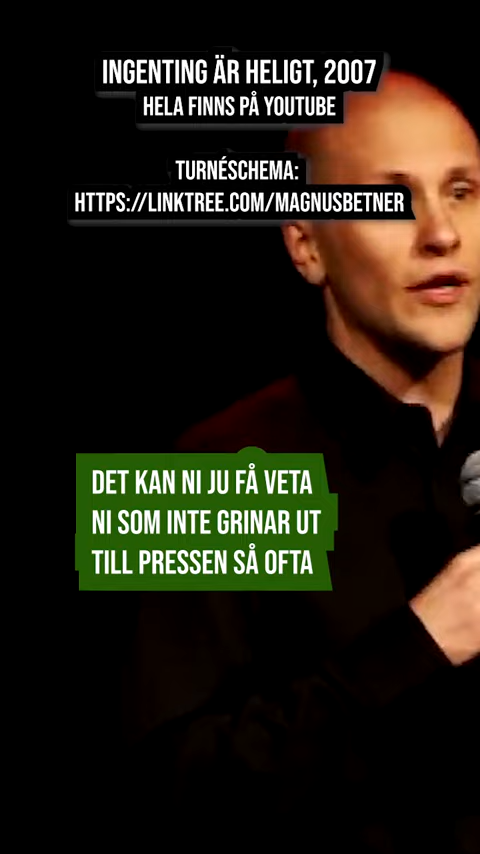 INGENTING ÄR HELIGT, 2007
HELA FINNS PÅ YOUTUBE
TURNÉSCHEMA:
HTTPS://LINKTREE.COM/MAGNUSBETNER
DET KAN NI JU FÅ VETA
NI SOM INTE GRINAR UT
TILL PRESSEN SÅ OFTA